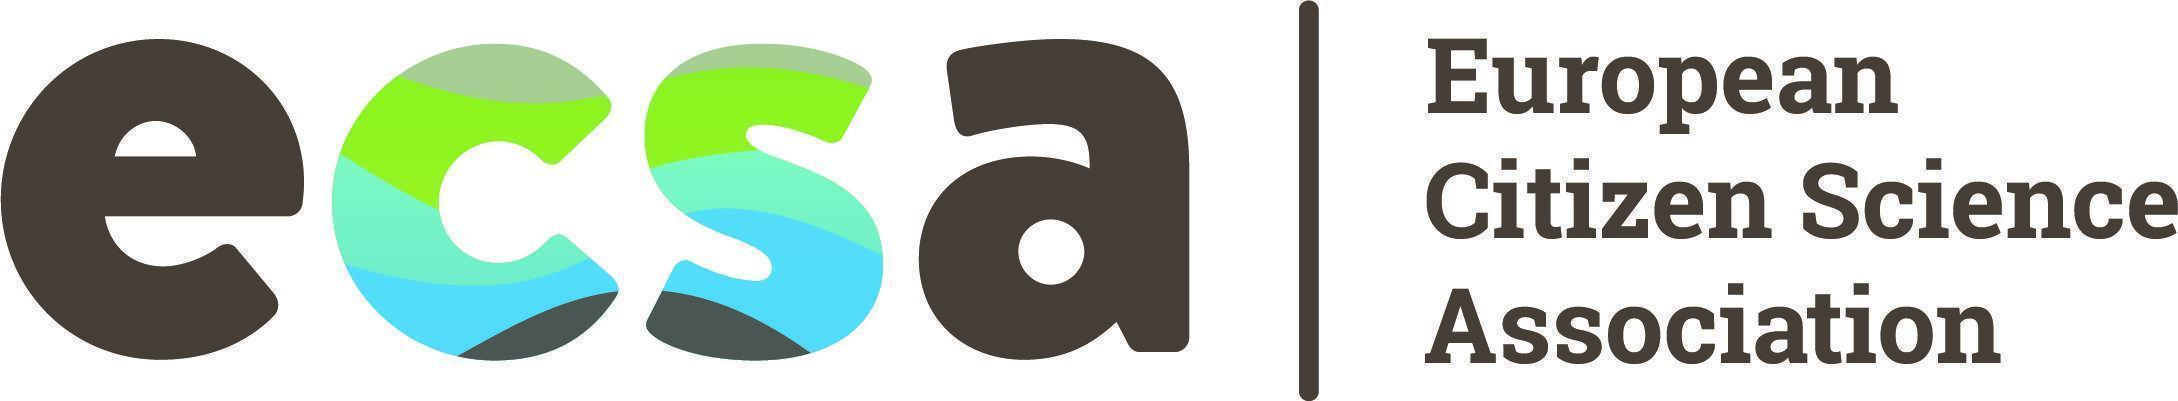 ecsa
European
Citizen Science
Association